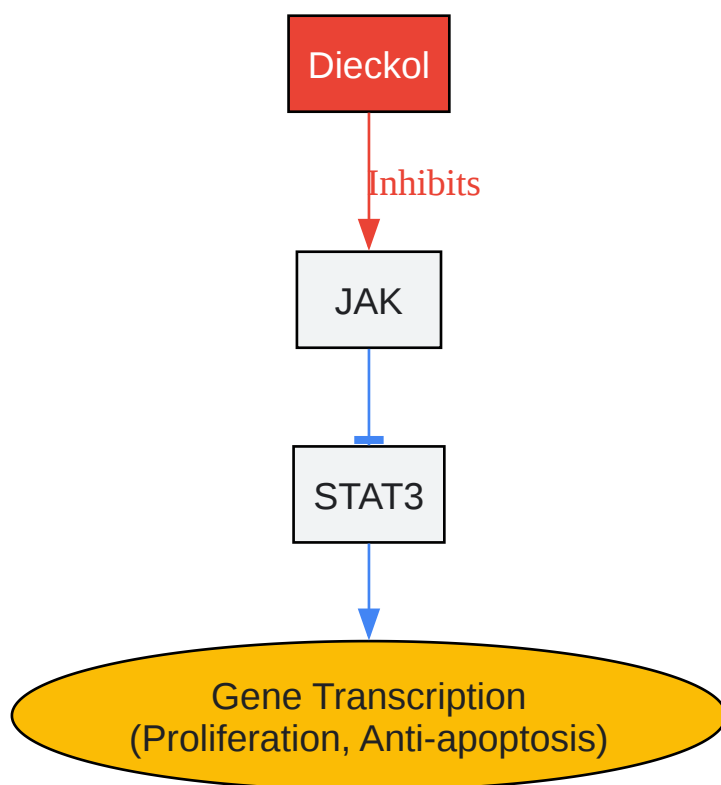 Dieckol
Inhibits
JAK
STAT3
Gene Transcription
(Proliferation, Anti-apoptosis)